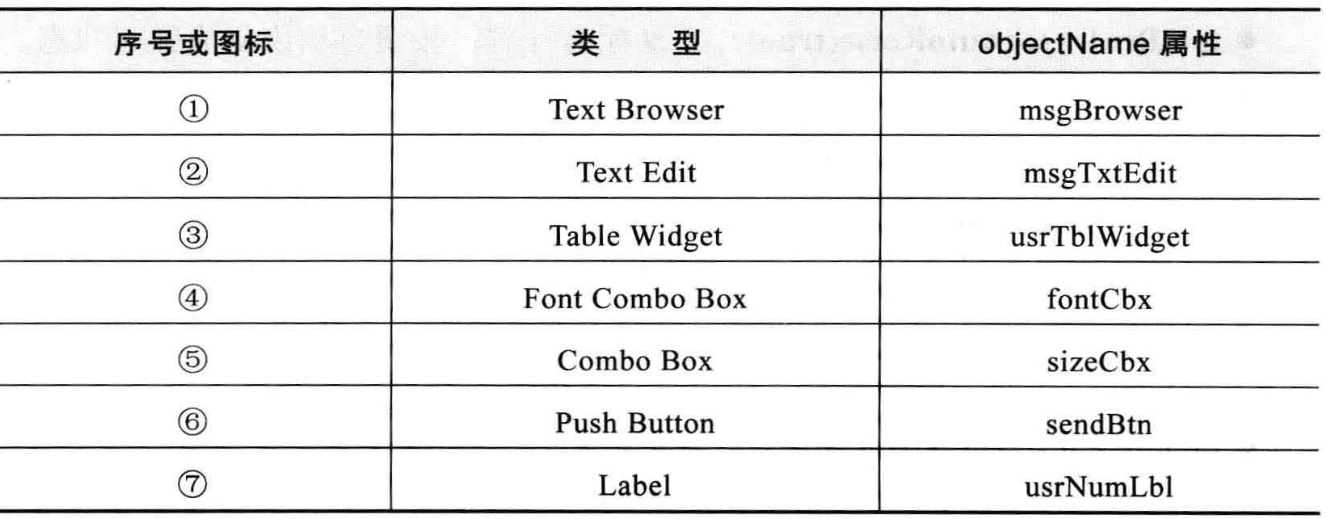 序号或图标 类 型 objectName 属性
① Text Browser msgBrowser
② Text Edit msgTxtEdit
③ Table Widget usrTblWidget
④ Font Combo Box fontCbx
⑤ Combo Box sizeCbx
⑥ Push Button sendBtn
⑦ Label usrNumLbl